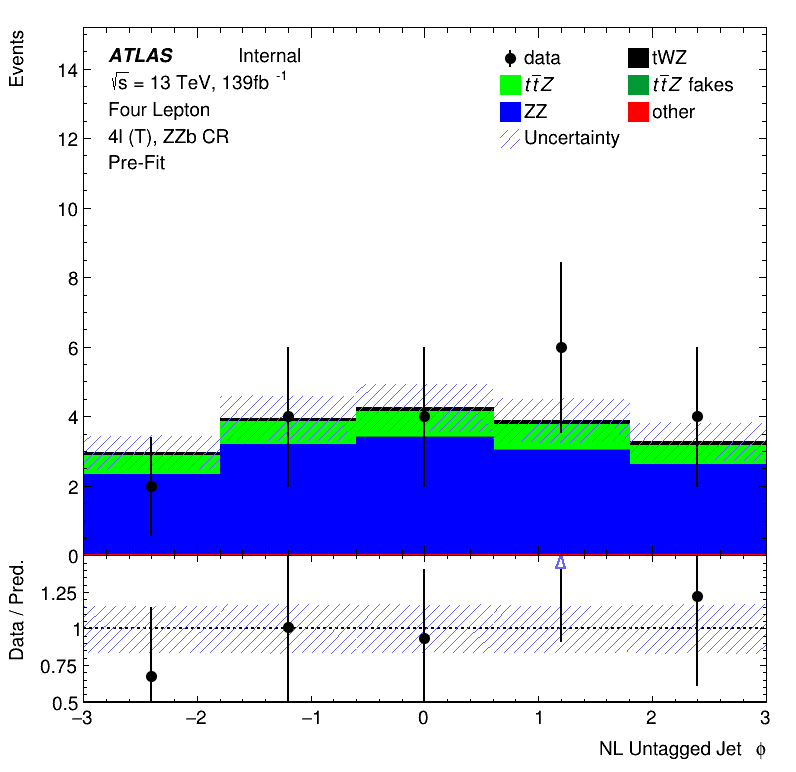 Events
ATLAS Internal
√s = 13 TeV, 139fb⁻¹
Four Lepton
4l (T), ZZb CR
Pre-Fit
data tWZ
tt̄Z tt̄Z fakes
ZZ other
Uncertainty
14
12
10
8
6
4
2
0
Data / Pred.
1.25
1
0.75
0.5
−3 −2 −1 0 1 2 3
NL Untagged Jet ϕ